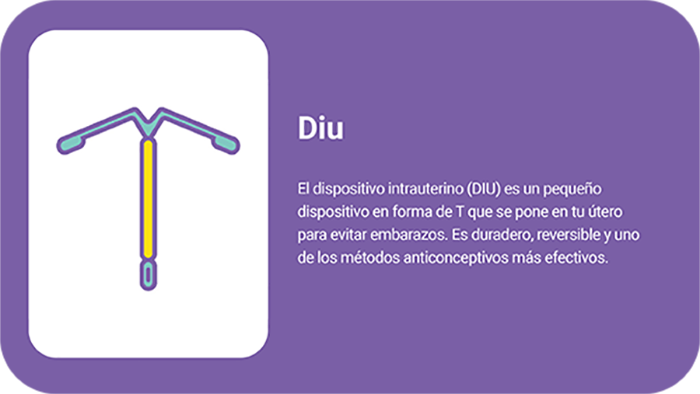 Diu
El dispositivo intrauterino (DIU) es un pequeño
dispositivo en forma de T que se pone en tu útero
para evitar embarazos. Es duradero, reversible y uno
de los métodos anticonceptivos más efectivos.